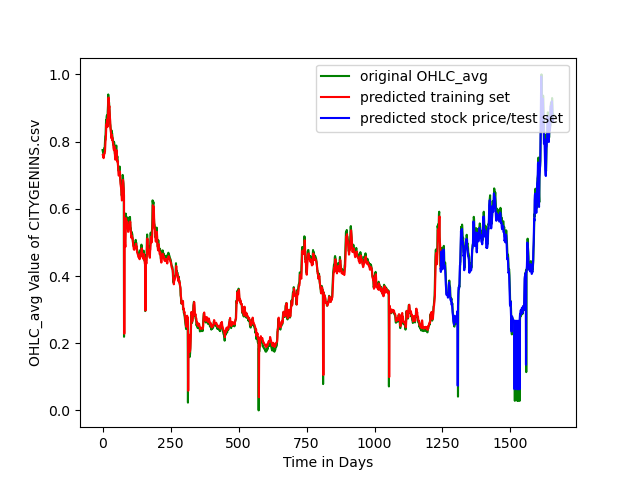 original OHLC_avg
predicted training set
predicted stock price/test set
OHLC_avg Value of CITYGENINS.csv
1.0
0.8
0.6
0.4
0.2
0.0
0 250 500 750 1000 1250 1500
Time in Days